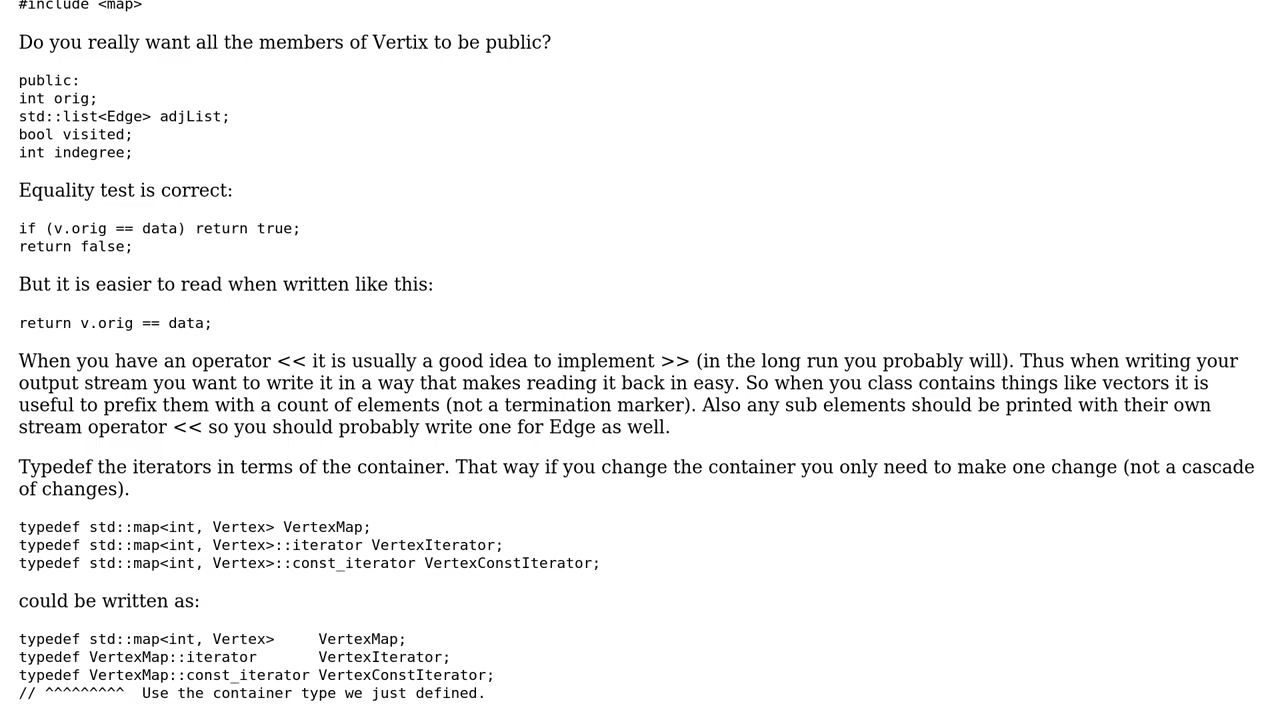 #include <map>
Do you really want all the members of Vertix to be public?
public:
int orig;
std::list<Edge> adjList;
bool visited;
int indegree;
Equality test is correct:
if (v.orig == data) return true;
return false;
But it is easier to read when written like this:
return v.orig == data;
When you have an operator << it is usually a good idea to implement >> (in the long run you probably will). Thus when writing your
output stream you want to write it in a way that makes reading it back in easy. So when you class contains things like vectors it is
useful to prefix them with a count of elements (not a termination marker). Also any sub elements should be printed with their own
stream operator << so you should probably write one for Edge as well.
Typedef the iterators in terms of the container. That way if you change the container you only need to make one change (not a cascade
of changes).
typedef std::map<int, Vertex> VertexMap;
typedef std::map<int, Vertex>::iterator VertexIterator;
typedef std::map<int, Vertex>::const_iterator VertexConstIterator;
could be written as:
typedef std::map<int, Vertex>     VertexMap;
typedef VertexMap::iterator       VertexIterator;
typedef VertexMap::const_iterator VertexConstIterator;
// ^^^^^^^^^  Use the container type we just defined.